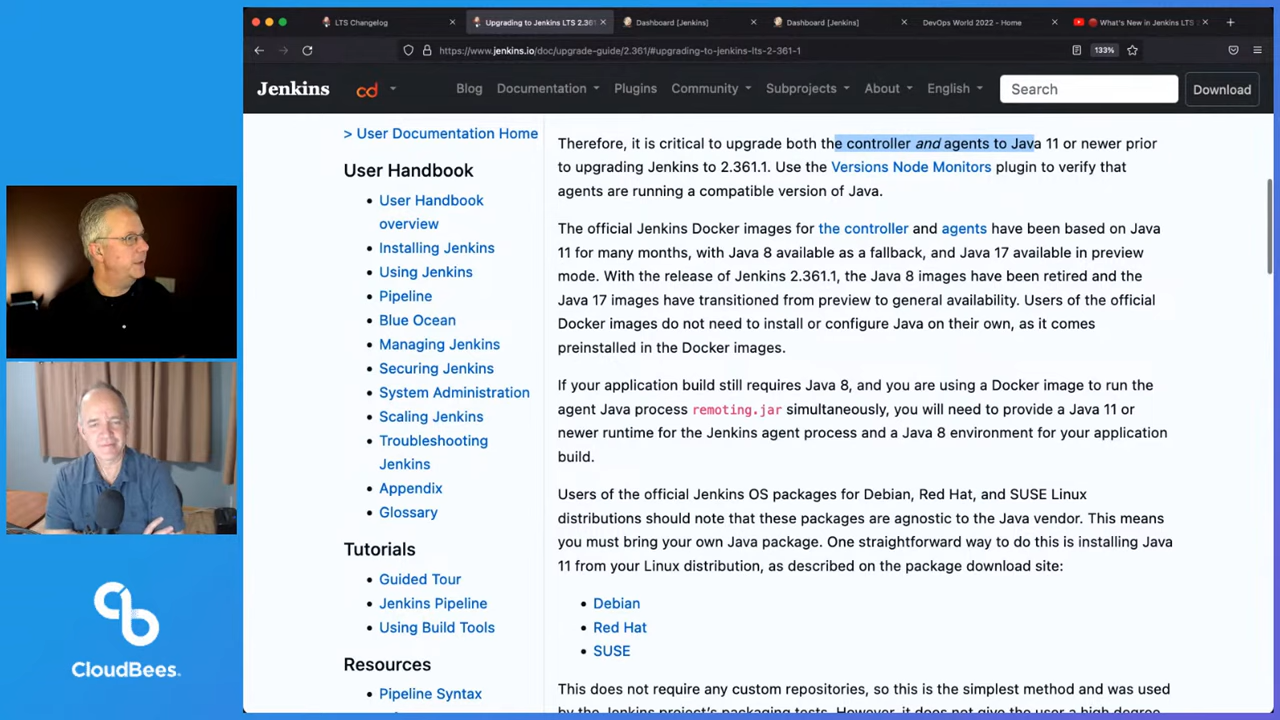 LTS Changelog
Upgrading to Jenkins LTS 2.361
Dashboard [Jenkins]
Dashboard [Jenkins]
DevOps World 2022 - Home
What's New in Jenkins LTS
https://www.jenkins.io/doc/upgrade-guide/2.361/#upgrading-to-jenkins-lts-2-361-1
133%
Jenkins
cd
Blog
Documentation
Plugins
Community
Subprojects
About
English
Search
Download
> User Documentation Home
User Handbook
User Handbook
overview
Installing Jenkins
Using Jenkins
Pipeline
Blue Ocean
Managing Jenkins
Securing Jenkins
System Administration
Scaling Jenkins
Troubleshooting
Jenkins
Appendix
Glossary
Tutorials
Guided Tour
Jenkins Pipeline
Using Build Tools
Resources
Pipeline Syntax
Therefore, it is critical to upgrade both the controller and agents to Java 11 or newer prior
to upgrading Jenkins to 2.361.1. Use the Versions Node Monitors plugin to verify that
agents are running a compatible version of Java.
The official Jenkins Docker images for the controller and agents have been based on Java
11 for many months, with Java 8 available as a fallback, and Java 17 available in preview
mode. With the release of Jenkins 2.361.1, the Java 8 images have been retired and the
Java 17 images have transitioned from preview to general availability. Users of the official
Docker images do not need to install or configure Java on their own, as it comes
preinstalled in the Docker images.
If your application build still requires Java 8, and you are using a Docker image to run the
agent Java process remoting.jar simultaneously, you will need to provide a Java 11 or
newer runtime for the Jenkins agent process and a Java 8 environment for your application
build.
Users of the official Jenkins OS packages for Debian, Red Hat, and SUSE Linux
distributions should note that these packages are agnostic to the Java vendor. This means
you must bring your own Java package. One straightforward way to do this is installing Java
11 from your Linux distribution, as described on the package download site:
Debian
Red Hat
SUSE
This does not require any custom repositories, so this is the simplest method and was used
by the Jenkins project's packaging tests. However, it does not give the user a high degree
CloudBees.